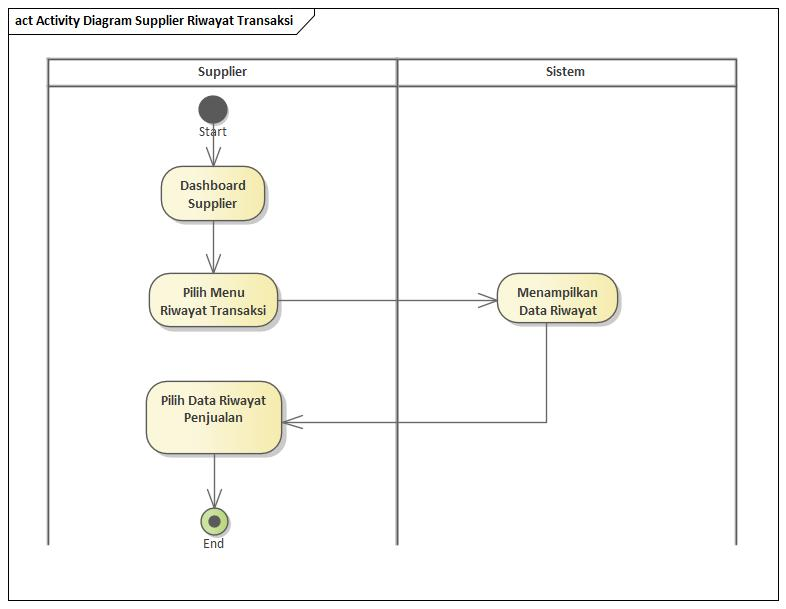 act Activity Diagram Supplier Riwayat Transaksi
Supplier
Sistem
Start
Dashboard
Supplier
Pilih Menu
Riwayat Transaksi
Menampilkan
Data Riwayat
Pilih Data Riwayat
Penjualan
End